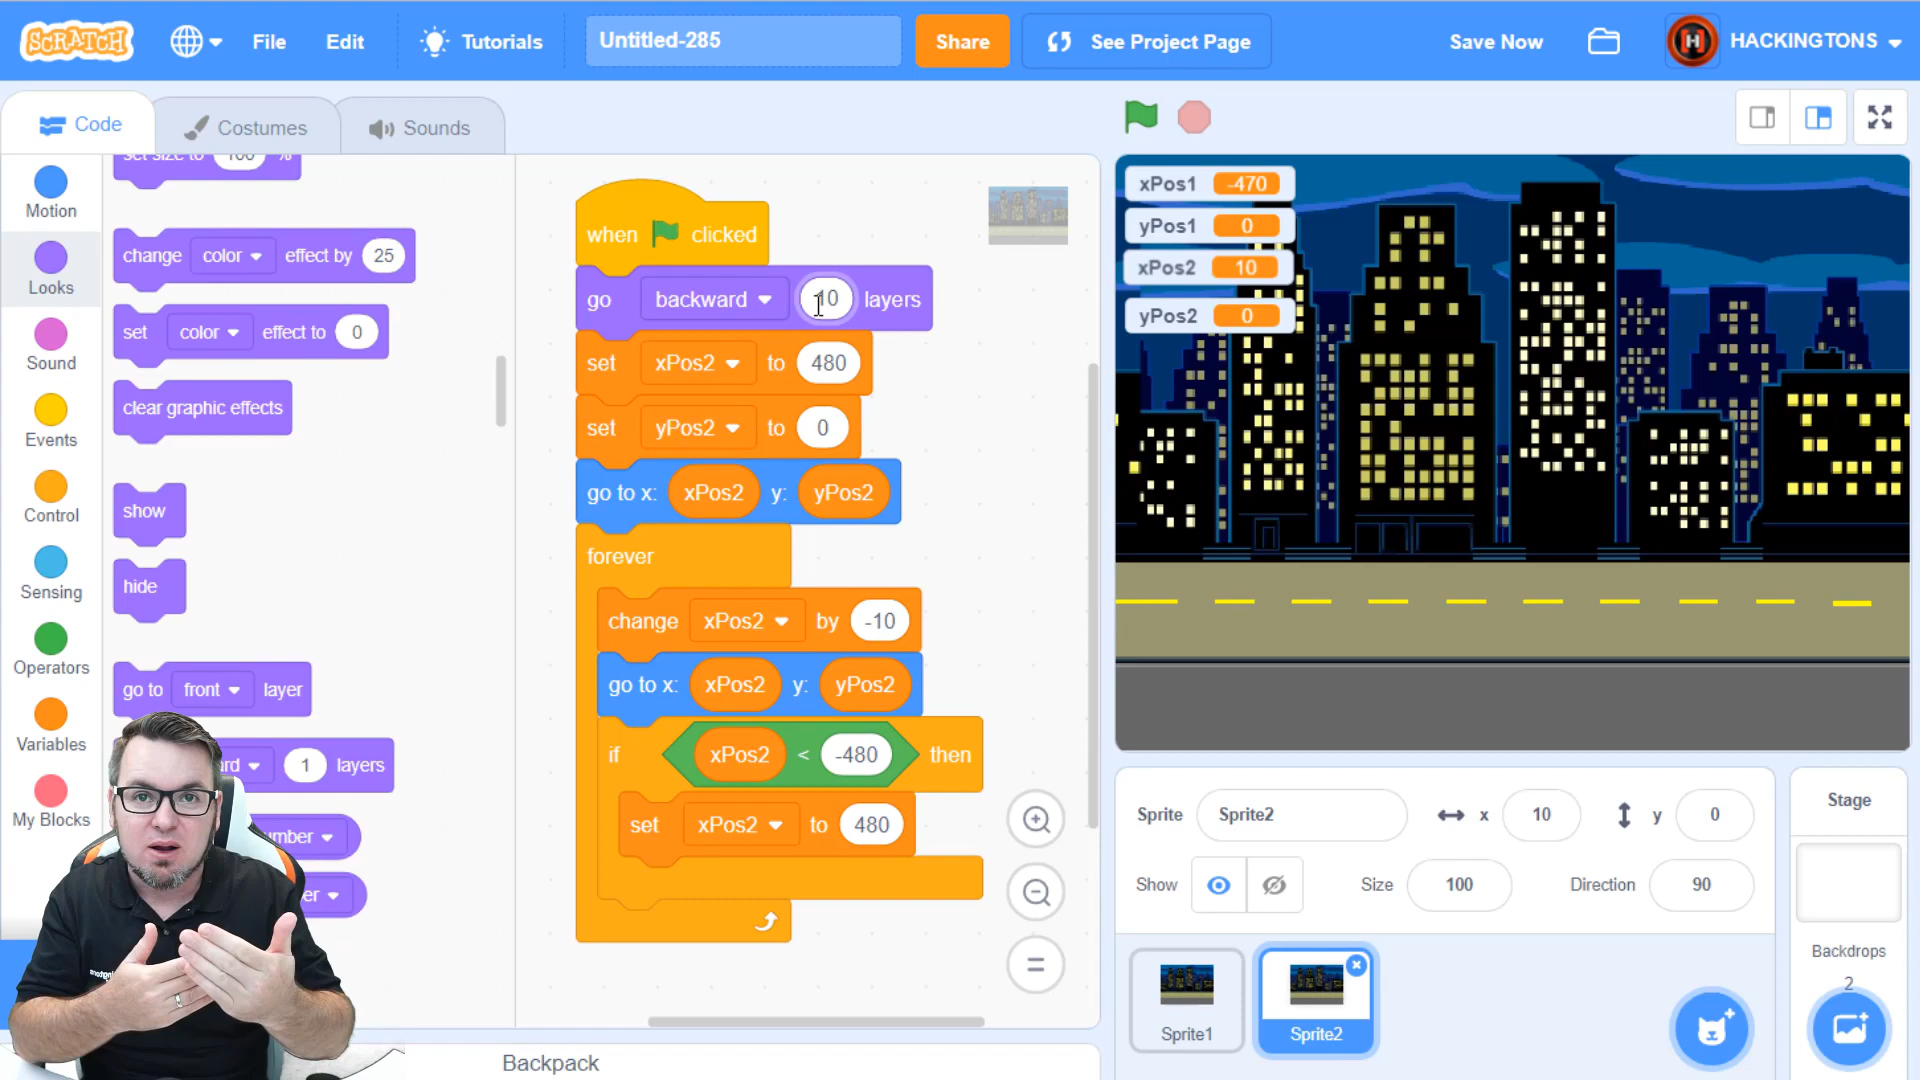 SCRATCH
File
Edit
Tutorials
Untitled-285
Share
See Project Page
Save Now
H
HACKINGTONS
Code
Costumes
Sounds
Motion
Looks
Sound
Events
Control
Sensing
Operators
Variables
My Blocks
set size to 100 %
change color effect by 25
set color effect to 0
clear graphic effects
show
hide
go to front layer
1 layers
when clicked
go backward 10 layers
set xPos2 to 480
set yPos2 to 0
go to x: xPos2 y: yPos2
forever
change xPos2 by -10
go to x: xPos2 y: yPos2
if xPos2 < -480 then
set xPos2 to 480
Backpack
xPos1 -470
yPos1 0
xPos2 10
yPos2 0
Sprite Sprite2 x 10 y 0
Show Size 100 Direction 90
Sprite1
Sprite2
Stage
Backdrops
2